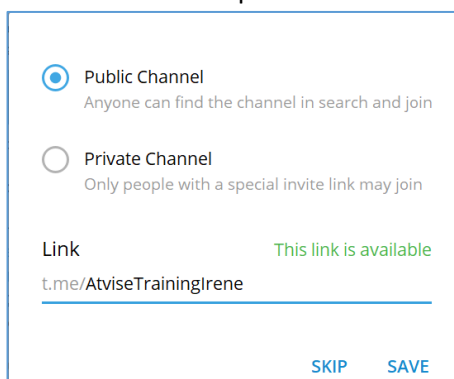 Public Channel
Anyone can find the channel in search and join
Private Channel
Only people with a special invite link may join
Link This link is available
t.me/AtviseTrainingIrene
SKIP SAVE